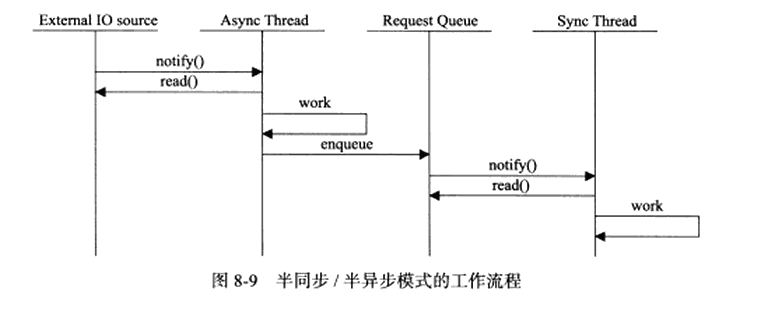 External IO source Async Thread Request Queue Sync Thread
notify()
read()
work
enqueue
notify()
read()
work
图 8-9 半同步 / 半异步模式的工作流程